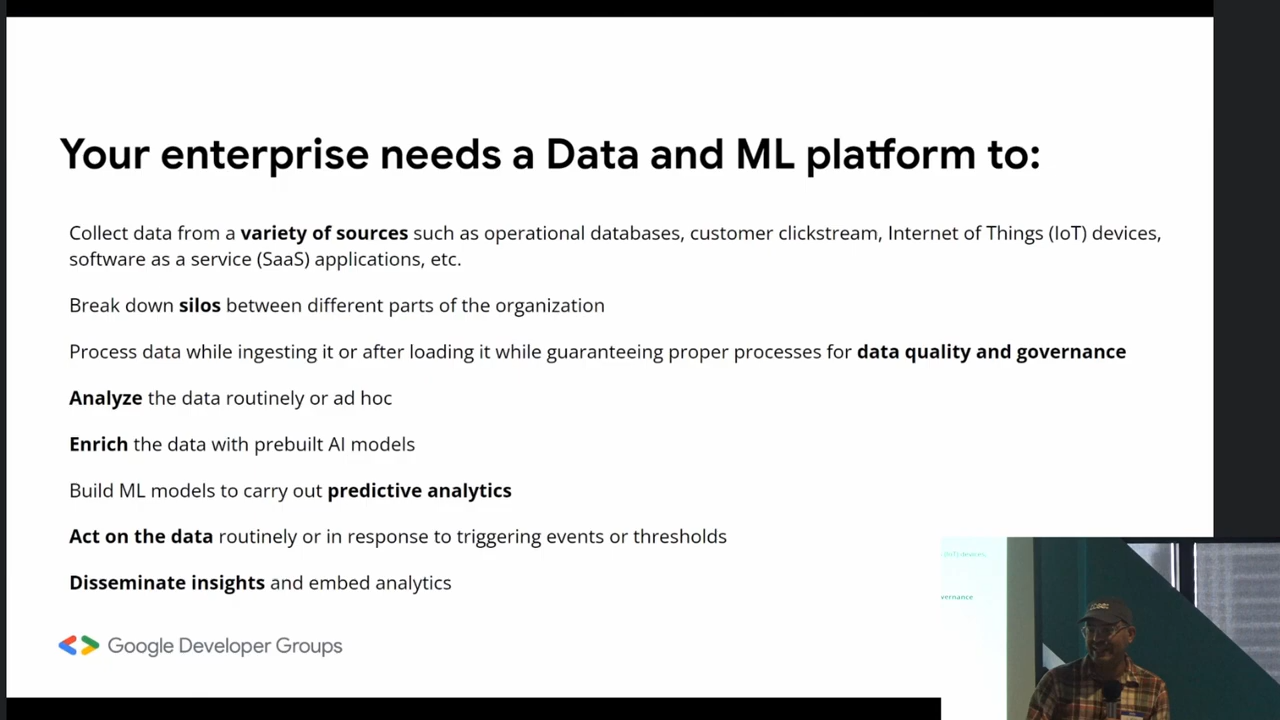 Your enterprise needs a Data and ML platform to:
Collect data from a variety of sources such as operational databases, customer clickstream, Internet of Things (IoT) devices,
software as a service (SaaS) applications, etc.
Break down silos between different parts of the organization
Process data while ingesting it or after loading it while guaranteeing proper processes for data quality and governance
Analyze the data routinely or ad hoc
Enrich the data with prebuilt AI models
Build ML models to carry out predictive analytics
Act on the data routinely or in response to triggering events or thresholds
Disseminate insights and embed analytics
Google Developer Groups
(IoT) devices,
vernance